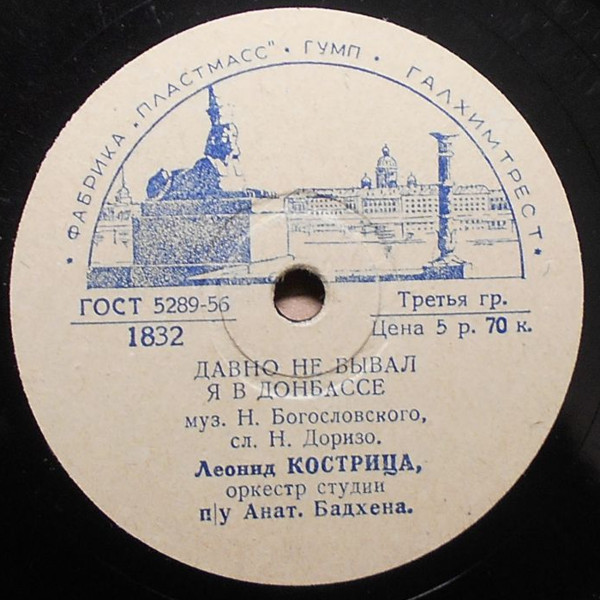 ★ ФАБРИКА „ПЛАСТМАСС" · ГУМП · ГАЛХИМТРЕСТ ★
ГОСТ 5289-56
1832
Третья гр.
Цена 5 р. 70 к.
ДАВНО НЕ БЫВАЛ
Я В ДОНБАССЕ
муз. Н. Богословского,
сл. Н. Доризо.
Леонид КОСТРИЦА,
оркестр студии
п/у Анат. Бадхена.